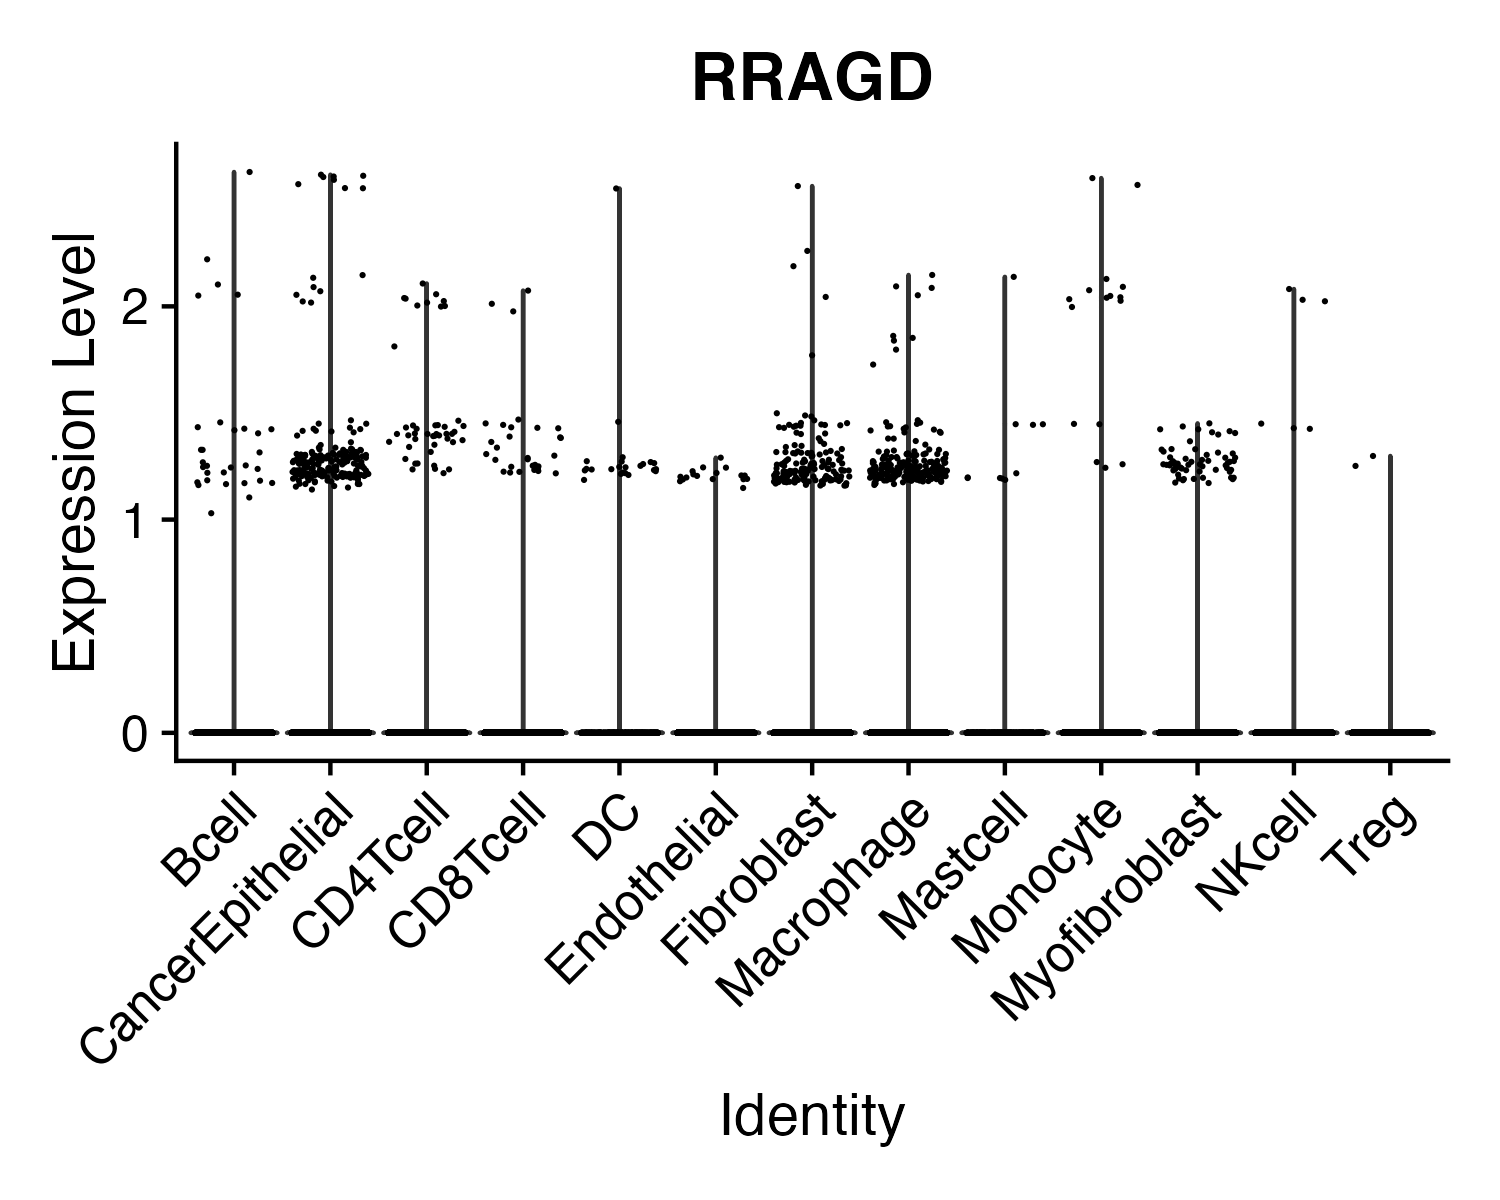 RRAGD
Expression Level
2
1
0
Bcell
CancerEpithelial
CD4Tcell
CD8Tcell
DC
Endothelial
Fibroblast
Macrophage
Mastcell
Monocyte
Myofibroblast
NKcell
Treg
Identity